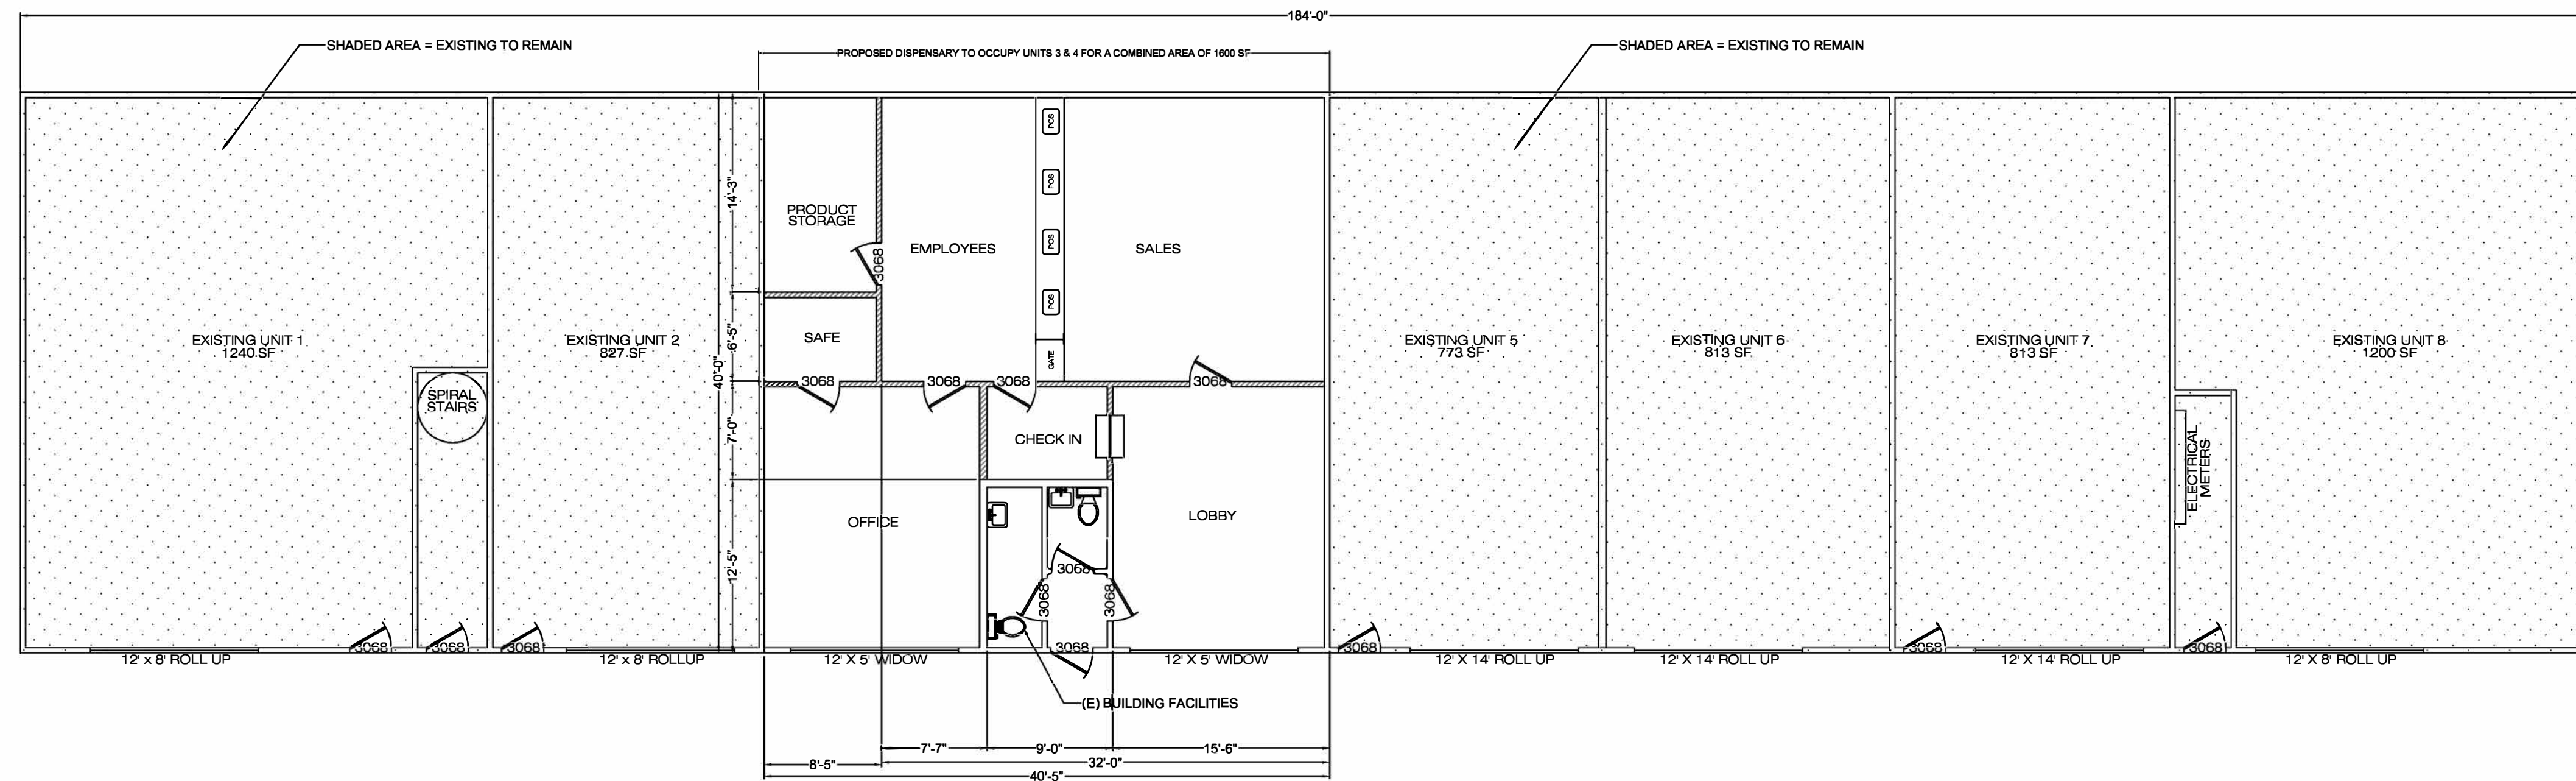 184'-0"
SHADED AREA = EXISTING TO REMAIN
PROPOSED DISPENSARY TO OCCUPY UNITS 3 & 4 FOR A COMBINED AREA OF 1600 SF
SHADED AREA = EXISTING TO REMAIN
EXISTING UNIT 1
1240 SF
SPIRAL
STAIRS
EXISTING UNIT 2
827 SF
14'-3"
6'-5"
40'-0"
7'-0"
12'-5"
PRODUCT
STORAGE
3068
EMPLOYEES
POS
POS
POS
POS
GATE
SALES
SAFE
3068
3068
3068
3068
CHECK IN
OFFICE
LOBBY
3068
3068
3068
3068
EXISTING UNIT 5
773 SF
EXISTING UNIT 6
813 SF
EXISTING UNIT 7
813 SF
EXISTING UNIT 8
1200 SF
ELECTRICAL
METERS
3068
3068
3068
3068
3068
3068
12' x 8' ROLL UP
12' x 8' ROLLUP
12' X 5' WIDOW
12' X 5' WIDOW
12' X 14' ROLL UP
12' X 14' ROLL UP
12' X 14' ROLL UP
12' X 8' ROLL UP
(E) BUILDING FACILITIES
7'-7"
9'-0"
15'-6"
8'-5"
32'-0"
40'-5"